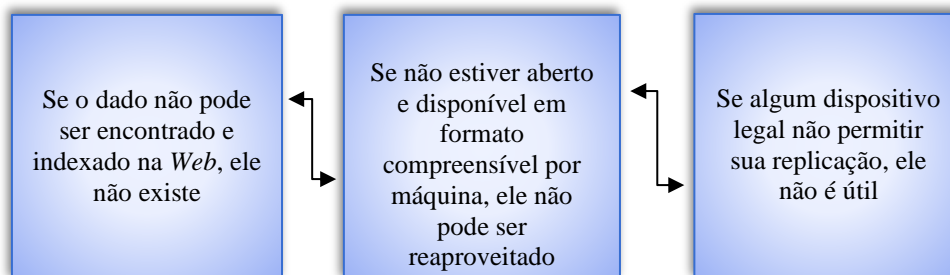 Se o dado não pode
ser encontrado e
indexado na Web, ele
não existe
Se não estiver aberto
e disponível em
formato
compreensível por
máquina, ele não
pode ser
reaproveitado
Se algum dispositivo
legal não permitir
sua replicação, ele
não é útil